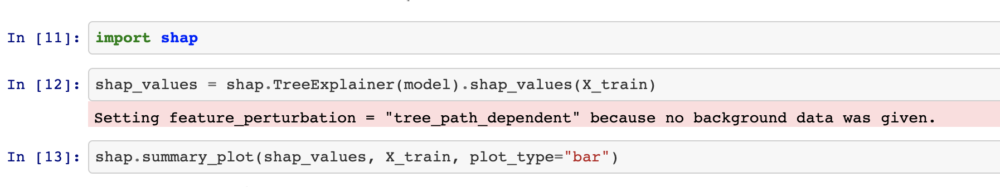 In [11]: import shap
In [12]: shap_values = shap.TreeExplainer(model).shap_values(X_train)
Setting feature_perturbation = "tree_path_dependent" because no background data was given.
In [13]: shap.summary_plot(shap_values, X_train, plot_type="bar")